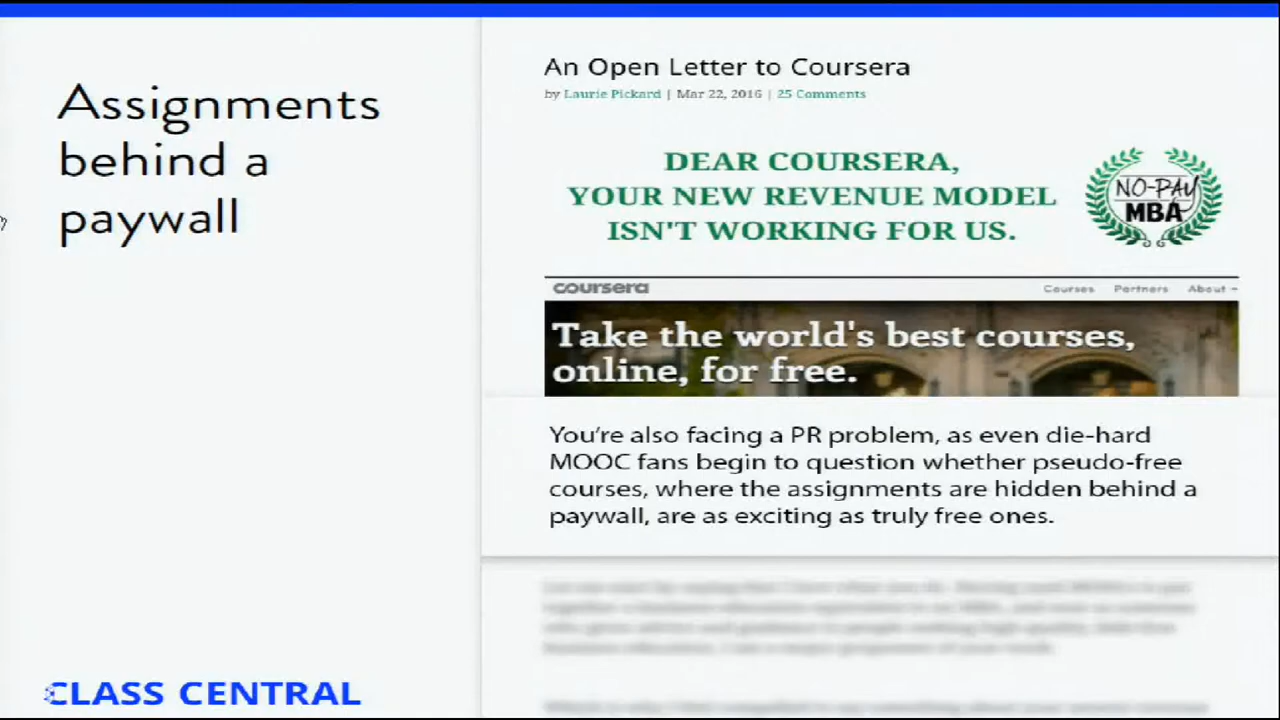 Assignments
behind a
paywall
CLASS CENTRAL
An Open Letter to Coursera
by Laurie Pickard | Mar 22, 2016 | 25 Comments
DEAR COURSERA,
YOUR NEW REVENUE MODEL
ISN'T WORKING FOR US.
NO-PAY
MBA
coursera
Courses Partners About
Take the world's best courses,
online, for free.
You're also facing a PR problem, as even die-hard
MOOC fans begin to question whether pseudo-free
courses, where the assignments are hidden behind a
paywall, are as exciting as truly free ones.